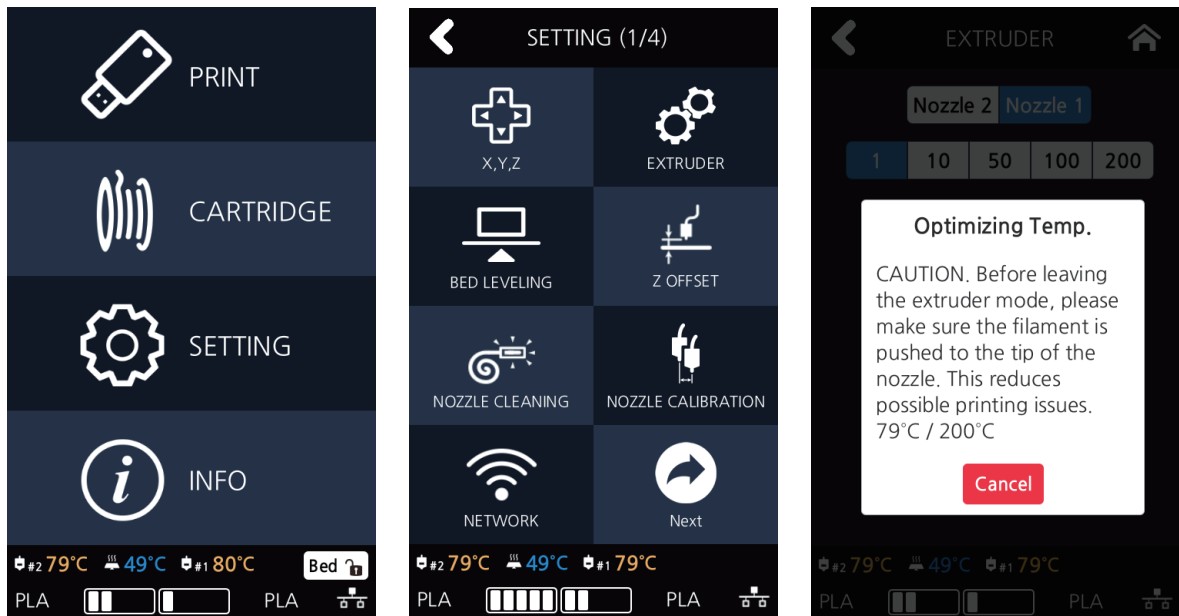 PRINT
CARTRIDGE
SETTING
INFO
#2 79°C 49°C #1 80°C Bed
PLA PLA
SETTING (1/4)
X,Y,Z
EXTRUDER
BED LEVELING
Z OFFSET
NOZZLE CLEANING
NOZZLE CALIBRATION
NETWORK
Next
#2 79°C 49°C #1 79°C
PLA PLA
EXTRUDER
Nozzle 2 Nozzle 1
1 10 50 100 200
Optimizing Temp.
CAUTION. Before leaving
the extruder mode, please
make sure the filament is
pushed to the tip of the
nozzle. This reduces
possible printing issues.
79°C / 200°C
Cancel
#2 79°C 49°C #1 79°C
PLA PLA